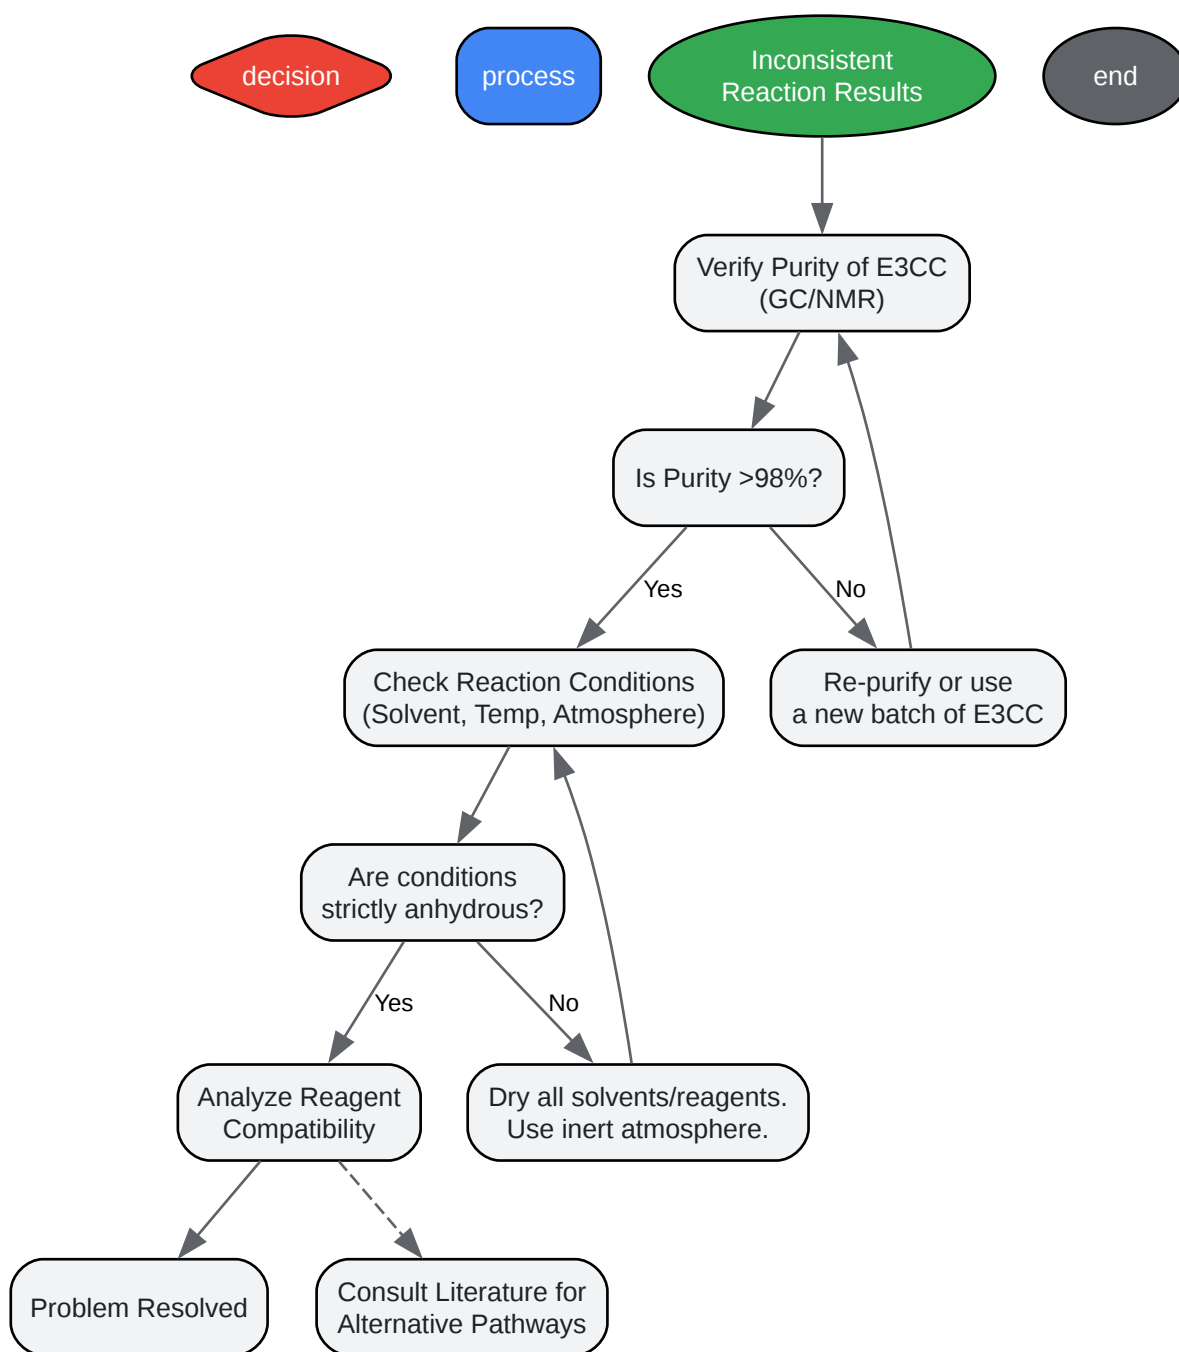 decision
process
Inconsistent
Reaction Results
end
Verify Purity of E3CC
(GC/NMR)
Is Purity >98%?
Yes
No
Check Reaction Conditions
(Solvent, Temp, Atmosphere)
Re-purify or use
a new batch of E3CC
Are conditions
strictly anhydrous?
Yes
No
Analyze Reagent
Compatibility
Dry all solvents/reagents.
Use inert atmosphere.
Problem Resolved
Consult Literature for
Alternative Pathways